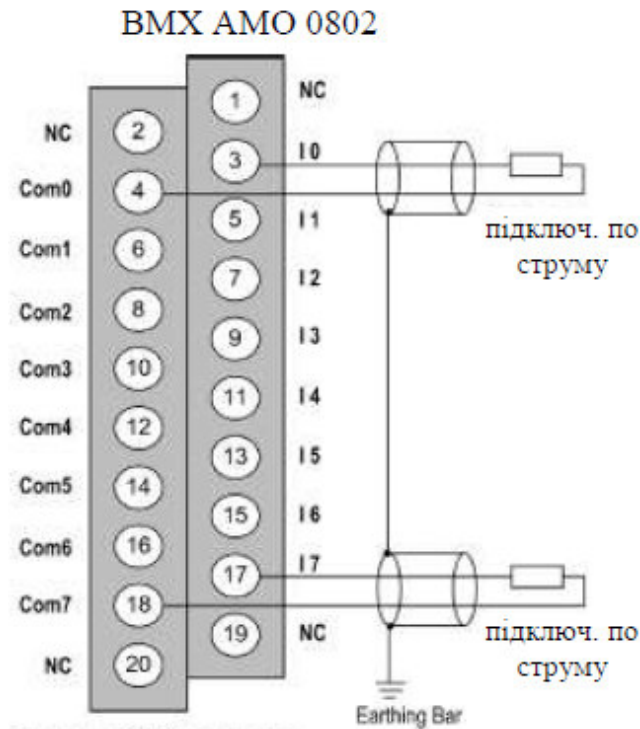 BMX AMO 0802
NC
1
NC
2
I0
3
Com0
4
I1
5
Com1
6
I2
7
Com2
8
I3
9
Com3
10
I4
11
Com4
12
I5
13
Com5
14
I6
15
Com6
16
I7
17
Com7
18
NC
19
NC
20
підключ. по
струму
підключ. по
струму
Earthing Bar